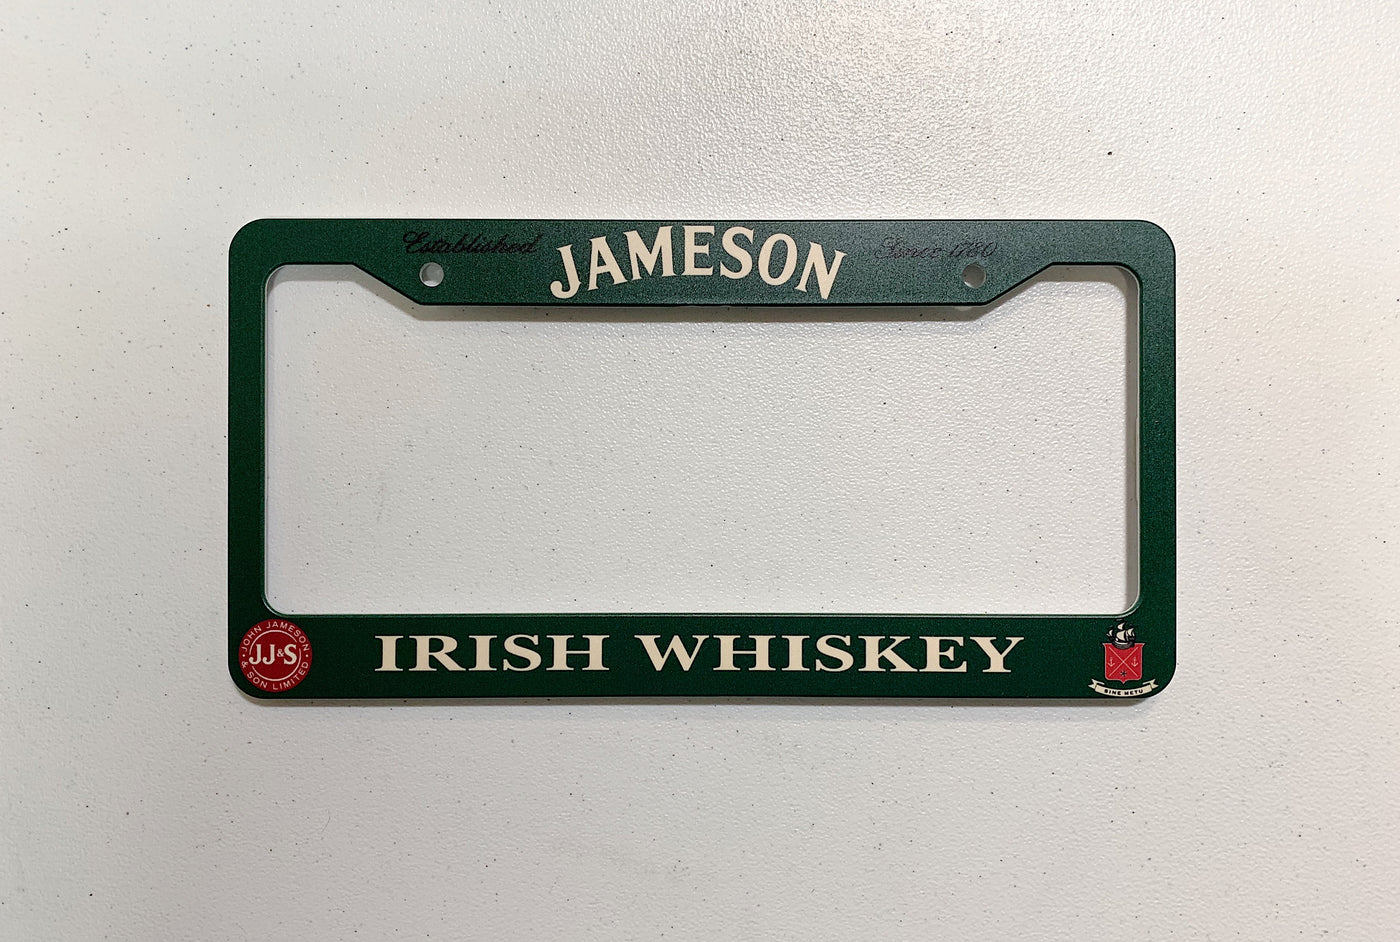 Established JAMESON Since 1780
JOHN JAMESON
JJ&S
& SON LIMITED
IRISH WHISKEY
SINE METU